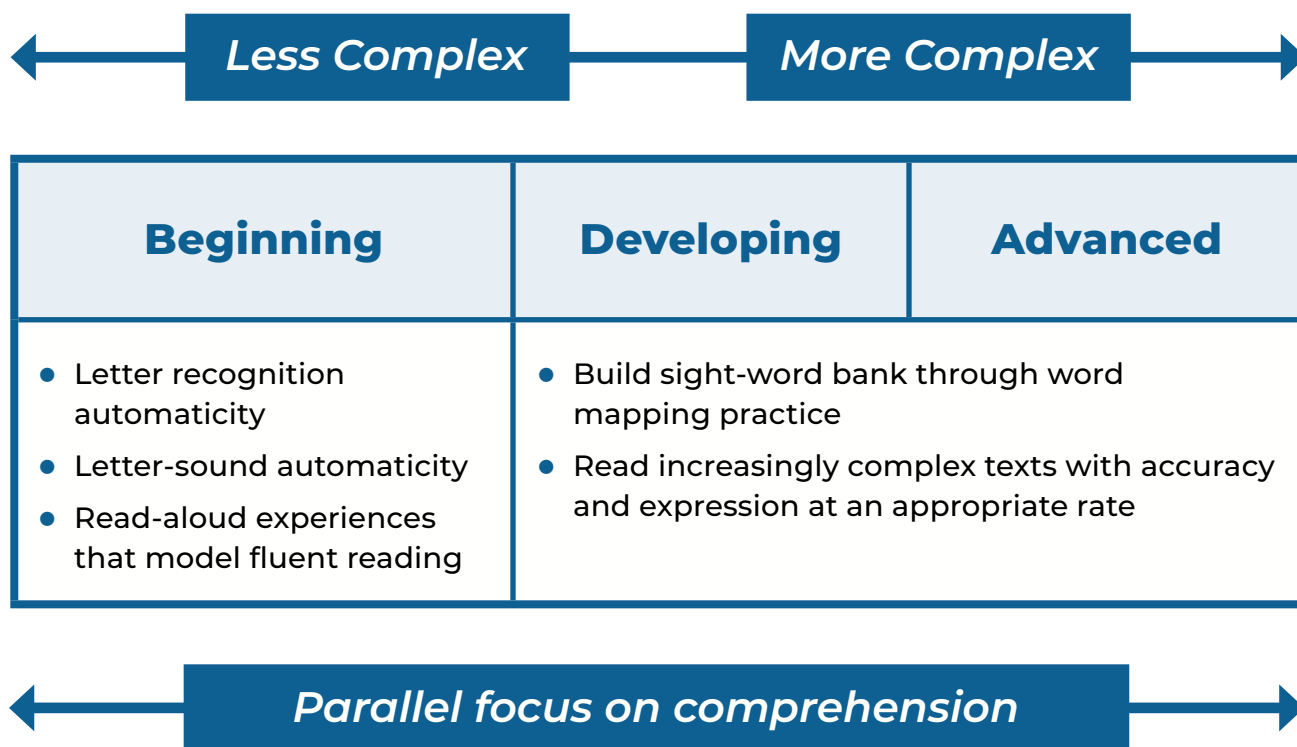 Less Complex
More Complex
Beginning
Developing
Advanced
• Letter recognition
automaticity
• Letter-sound automaticity
• Read-aloud experiences
that model fluent reading
• Build sight-word bank through word
mapping practice
• Read increasingly complex texts with accuracy
and expression at an appropriate rate
Parallel focus on comprehension